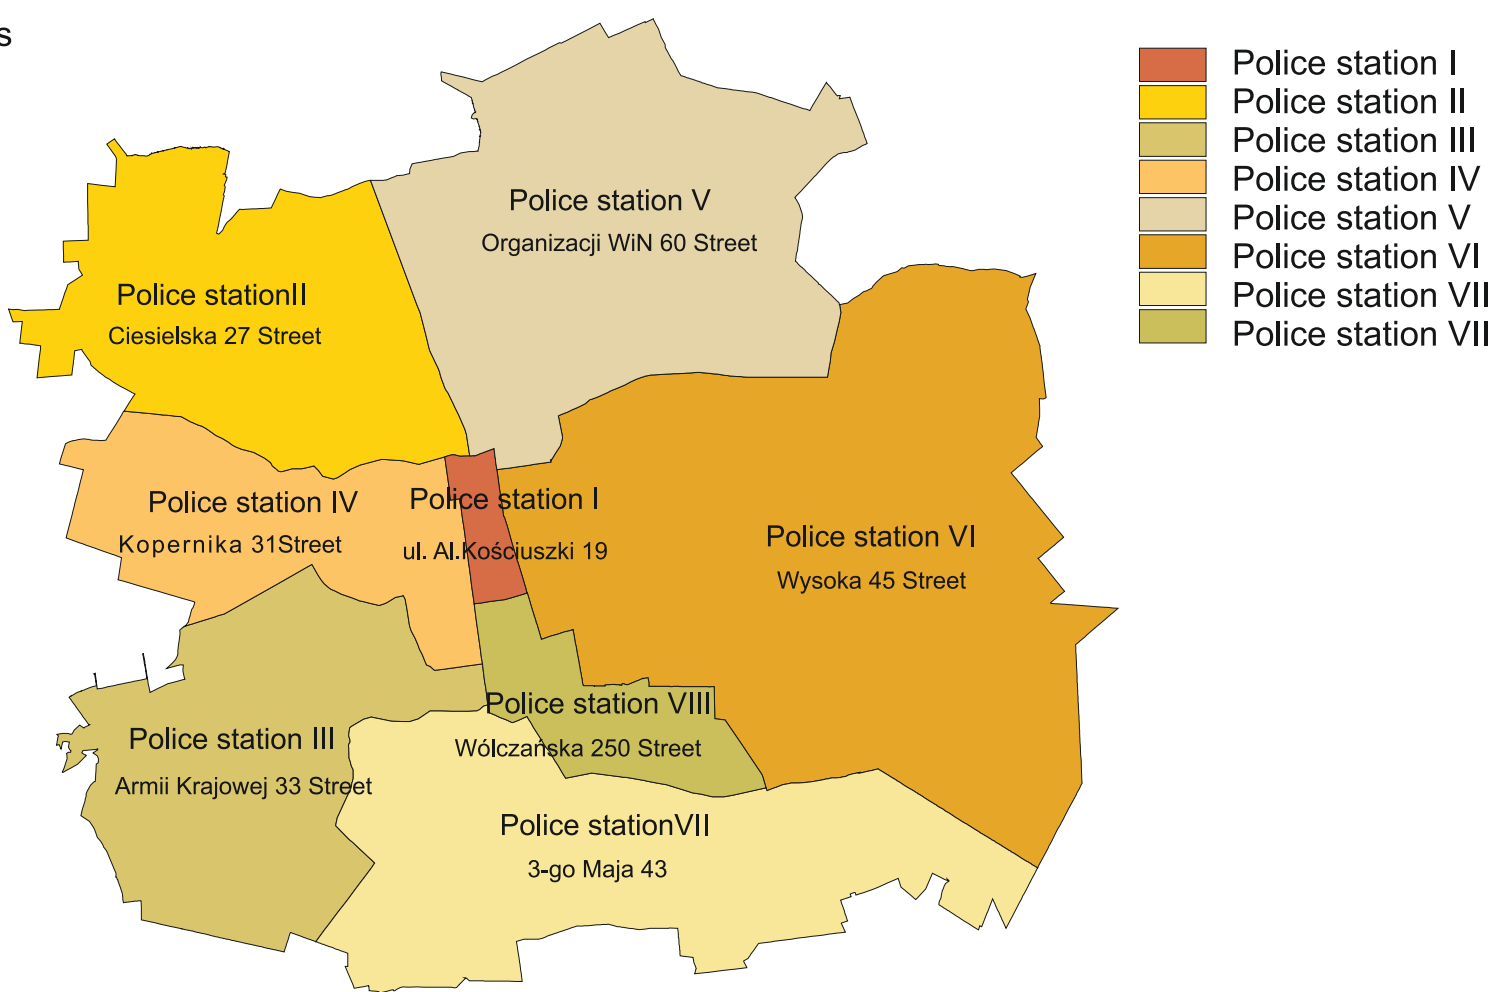 s
Police station I
Police station II
Police station III
Police station IV
Police station V
Police station VI
Police station VII
Police station VII
Police station V
Organizacji WiN 60 Street
Police stationII
Ciesielska 27 Street
Police station IV
Kopernika 31Street
Police station I
ul. Al.Kościuszki 19
Police station VI
Wysoka 45 Street
Police station VIII
Wólczańska 250 Street
Police station III
Armii Krajowej 33 Street
Police stationVII
3-go Maja 43